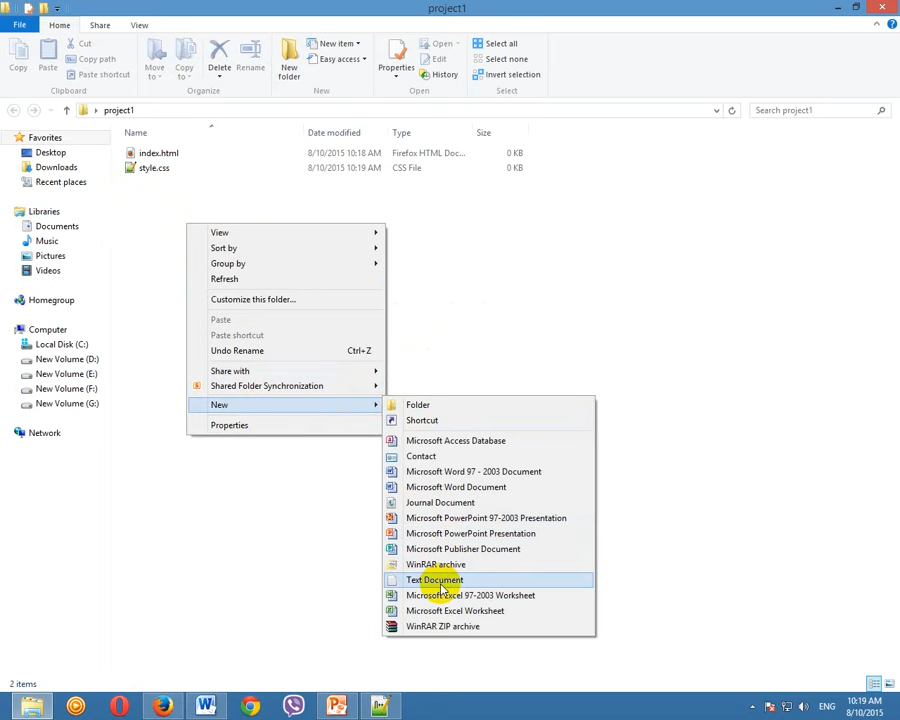 project1
File Home Share View
Copy Paste Cut Copy path Paste shortcut Clipboard
Move to Copy to Delete Rename Organize
New folder New item Easy access New
Properties Open Edit History Open
Select all Select none Invert selection Select
project1 Search project1
Name Date modified Type Size
index.html 8/10/2015 10:18 AM Firefox HTML Doc... 0 KB
style.css 8/10/2015 10:19 AM CSS File 0 KB
Favorites
Desktop
Downloads
Recent places
Libraries
Documents
Music
Pictures
Videos
Homegroup
Computer
Local Disk (C:)
New Volume (D:)
New Volume (E:)
New Volume (F:)
New Volume (G:)
Network
View
Sort by
Group by
Refresh
Customize this folder...
Paste
Paste shortcut
Undo Rename Ctrl+Z
Share with
Shared Folder Synchronization
New
Properties
Folder
Shortcut
Microsoft Access Database
Contact
Microsoft Word 97 - 2003 Document
Microsoft Word Document
Journal Document
Microsoft PowerPoint 97-2003 Presentation
Microsoft PowerPoint Presentation
Microsoft Publisher Document
WinRAR archive
Text Document
Microsoft Excel 97-2003 Worksheet
Microsoft Excel Worksheet
WinRAR ZIP archive
2 items
ENG 10:19 AM
8/10/2015